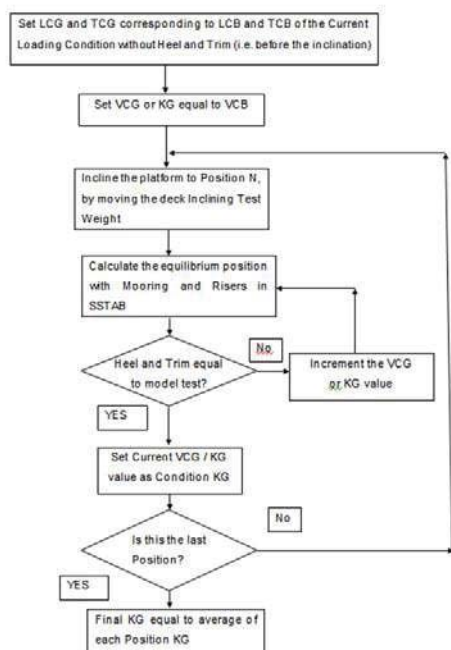 Set LCG and TCG corresponding to LCB and TCB of the Current
Loading Condition without Heel and Trim (i.e. before the inclination)
Set VCG or KG equal to VCB
Incline the platform to Position N,
by moving the deck Inclining Test
Weight
Calculate the equilibrium position
with Mooring and Risers in
SSTAB
No
Heel and Trim equal
to model test?
Increment the VCG
or KG value
YES
Set Current VCG / KG
value as Condition KG
No
Is this the last
Position?
YES
Final KG equal to average of
each Position KG